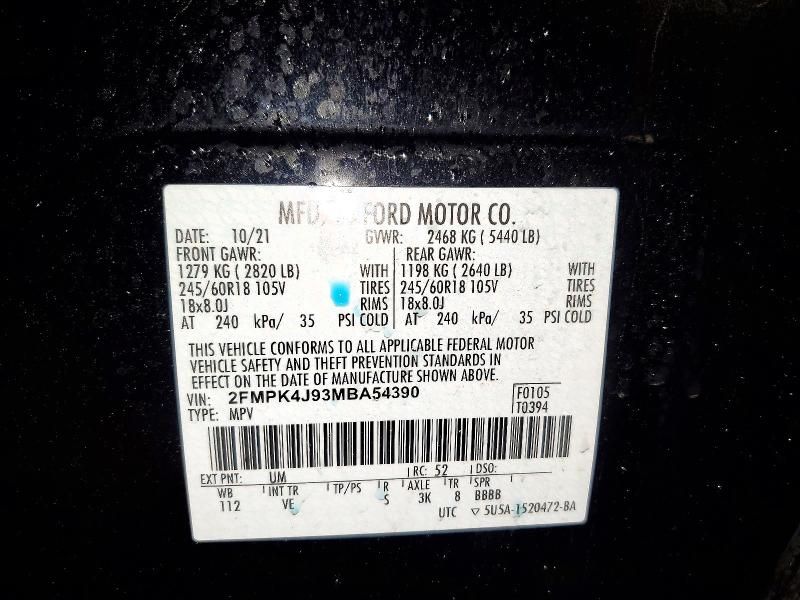 MFD. FORD MOTOR CO.
DATE: 10/21 GVWR: 2468 KG ( 5440 LB)
FRONT GAWR: REAR GAWR:
1279 KG ( 2820 LB) WITH 1198 KG ( 2640 LB) WITH
245/60R18 105V TIRES 245/60R18 105V TIRES
18x8.0J RIMS 18x8.0J RIMS
AT 240 kPa/ 35 PSI COLD AT 240 kPa/ 35 PSI COLD
THIS VEHICLE CONFORMS TO ALL APPLICABLE FEDERAL MOTOR
VEHICLE SAFETY AND THEFT PREVENTION STANDARDS IN
EFFECT ON THE DATE OF MANUFACTURE SHOWN ABOVE.
VIN: 2FMPK4J93MBA54390 F0105
TYPE: MPV T0394
EXT PNT: UM RC: 52 DSO:
WB INT TR TP/PS R AXLE TR SPR
112 VE S 3K 8 BBBB
UTC ▽ 5U5A-1520472-BA